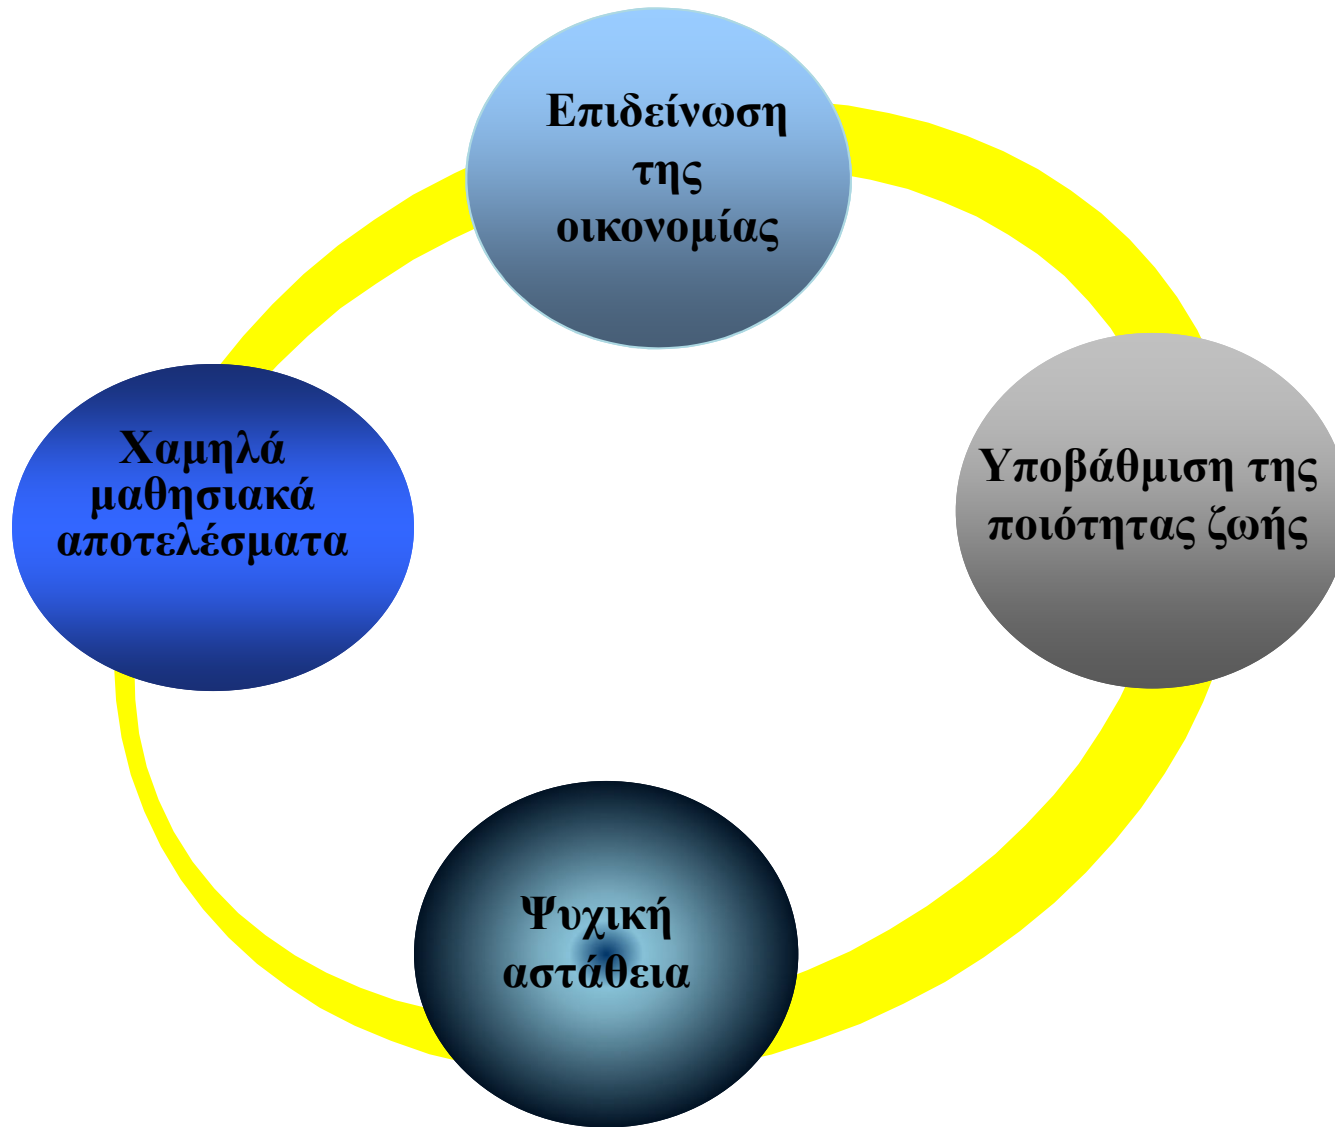 Επιδείνωση
της
οικονομίας
Υποβάθμιση της
ποιότητας ζωής
Ψυχική
αστάθεια
Χαμηλά
μαθησιακά
αποτελέσματα